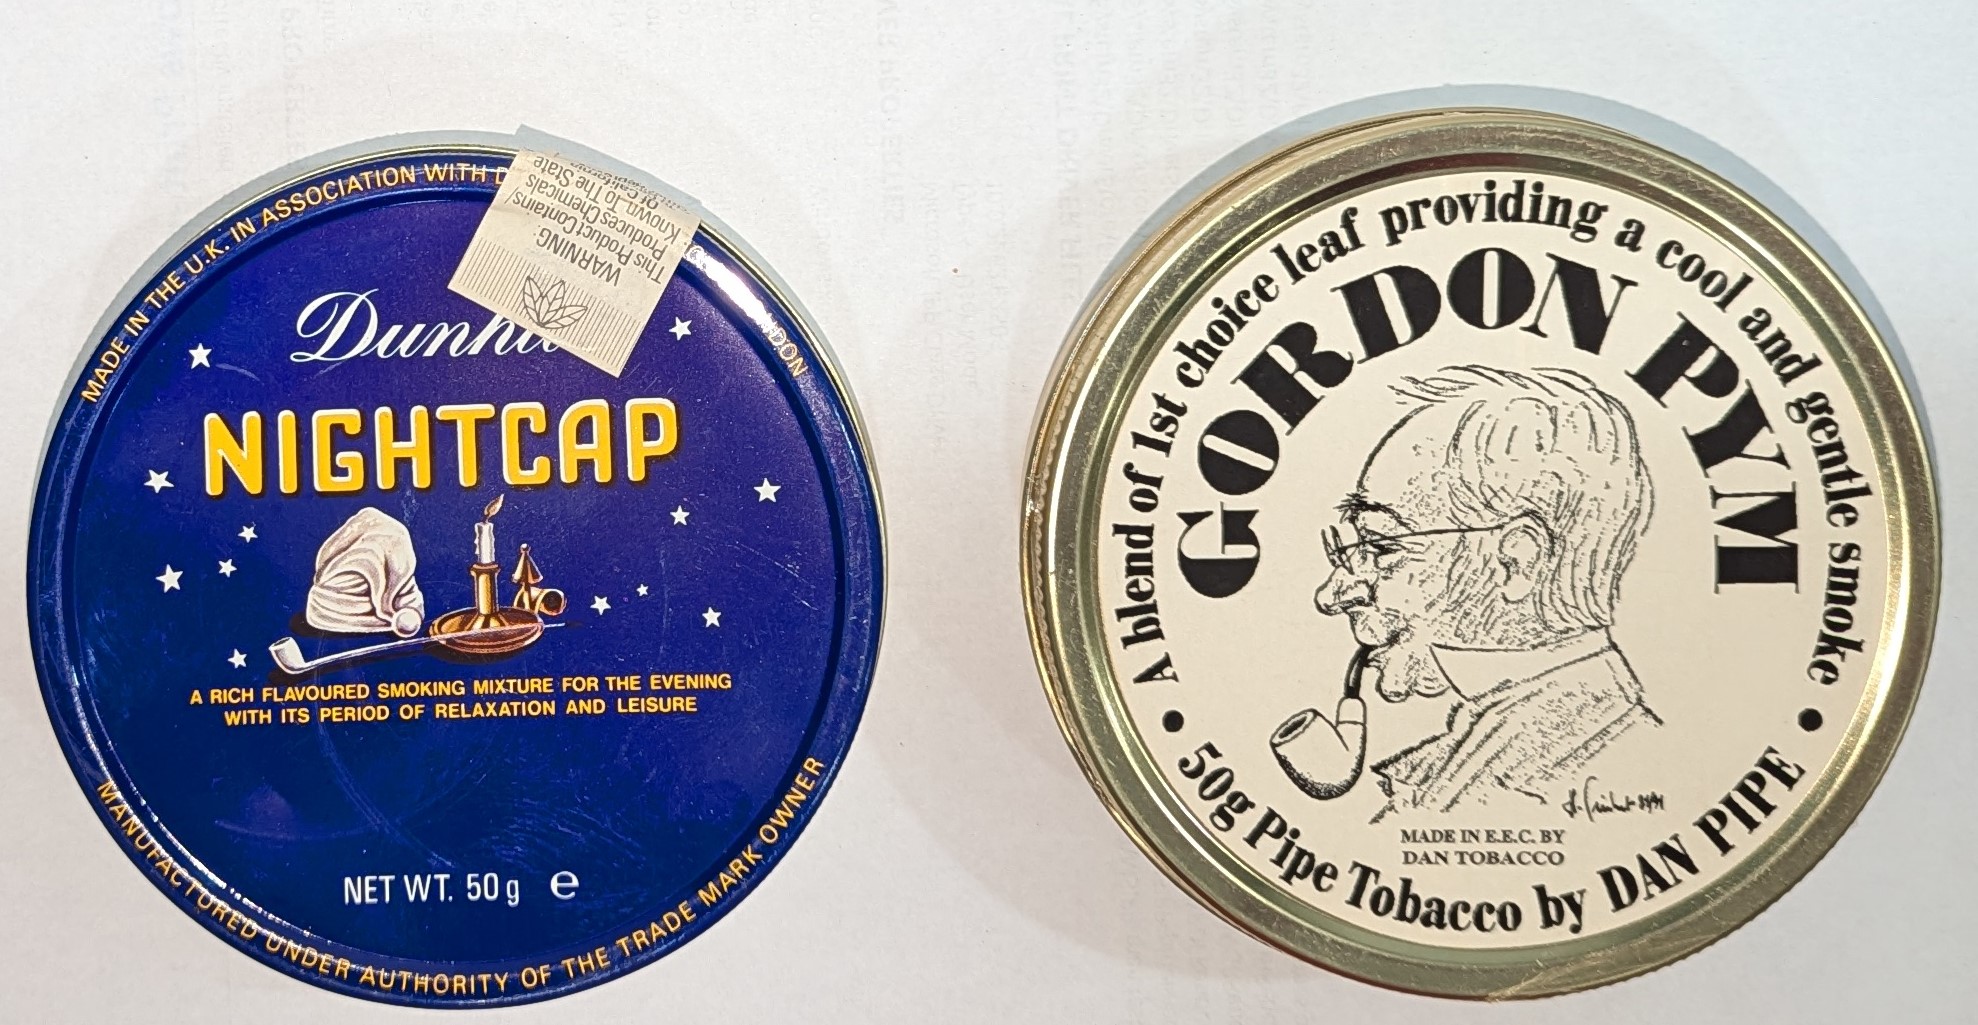 MADE IN THE U.K. IN ASSOCIATION WITH
WARNING:
This Product Contains
Produces Chemicals
Known To The State
Of
California
NIGHTCAP
A RICH FLAVOURED SMOKING MIXTURE FOR THE EVENING
WITH ITS PERIOD OF RELAXATION AND LEISURE
NET WT. 50 g e
MANUFACTURED UNDER AUTHORITY OF THE TRADE MARK OWNER
A blend of 1st choice leaf providing a cool and gentle smoke
GORDON PYM
MADE IN E.E.C. BY
DAN TOBACCO
• 50g Pipe Tobacco by DAN PIPE •